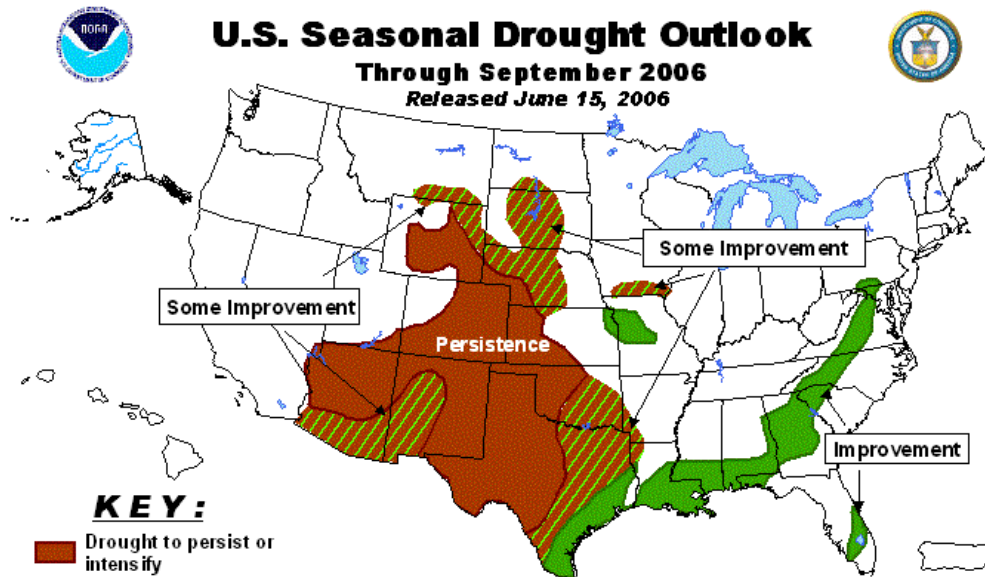 NOAA
U.S. Seasonal Drought Outlook
Through September 2006
Released June 15, 2006
Some Improvement
Some Improvement
Persistence
Improvement
KEY:
Drought to persist or
intensify